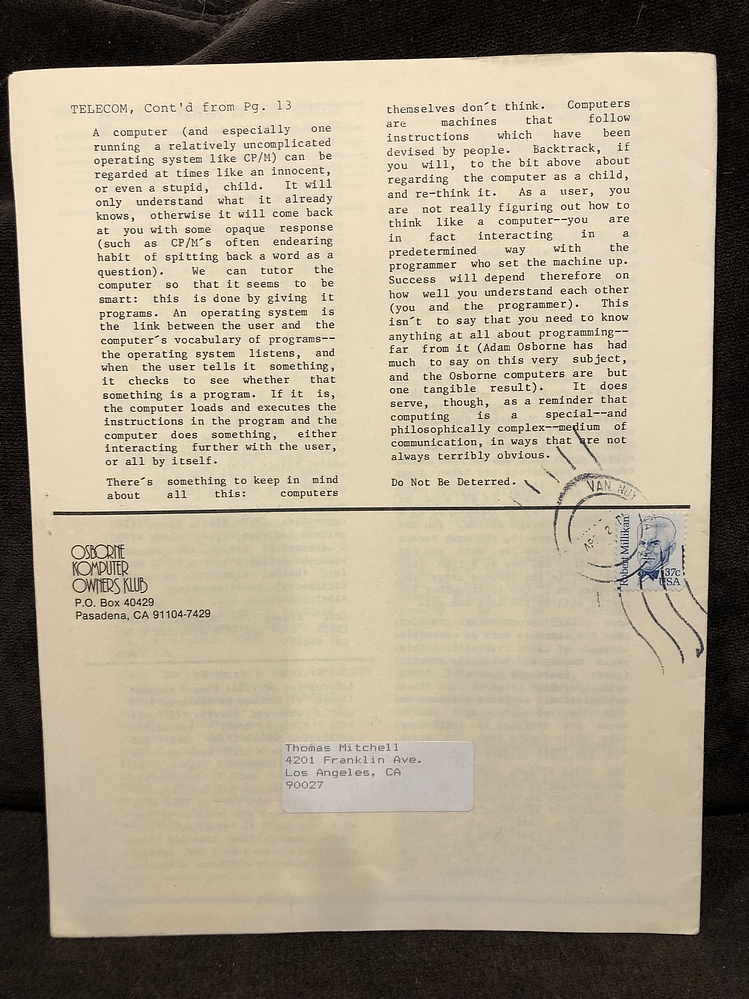 TELECOM, Cont'd from Pg. 13
A computer (and especially one
running a relatively uncomplicated
operating system like CP/M) can be
regarded at times like an innocent,
or even a stupid, child. It will
only understand what it already
knows, otherwise it will come back
at you with some opaque response
(such as CP/M´s often endearing
habit of spitting back a word as a
question). We can tutor the
computer so that it seems to be
smart: this is done by giving it
programs. An operating system is
the link between the user and the
computer´s vocabulary of programs--
the operating system listens, and
when the user tells it something,
it checks to see whether that
something is a program. If it is,
the computer loads and executes the
instructions in the program and the
computer does something, either
interacting further with the user,
or all by itself.
There´s something to keep in mind
about all this: computers
themselves don´t think. Computers
are machines that follow
instructions which have been
devised by people. Backtrack, if
you will, to the bit above about
regarding the computer as a child,
and re-think it. As a user, you
are not really figuring out how to
think like a computer--you are
in fact interacting in a
predetermined way with the
programmer who set the machine up.
Success will depend therefore on
how well you understand each other
(you and the programmer). This
isn´t to say that you need to know
anything at all about programming--
far from it (Adam Osborne has had
much to say on this very subject,
and the Osborne computers are but
one tangible result). It does
serve, though, as a reminder that
computing is a special--and
philosophically complex--medium of
communication, in ways that are not
always terribly obvious.
Do Not Be Deterred.
VAN NUY
APR 2
Robert Millikan
37c
USA
OSBORNE
KOMPUTER
OWNERS KLUB
P.O. Box 40429
Pasadena, CA 91104-7429
Thomas Mitchell
4201 Franklin Ave.
Los Angeles, CA
90027